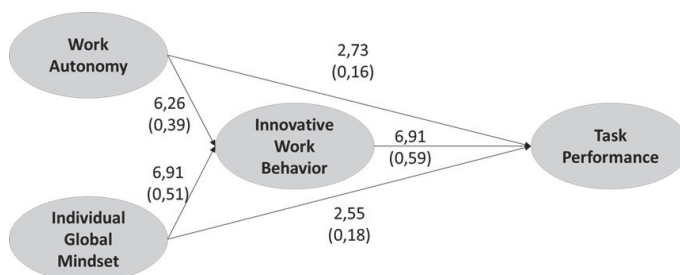 Work
Autonomy
2,73
(0,16)
6,26
(0,39)
Innovative
Work
Behavior
6,91
(0,59)
Task
Performance
6,91
(0,51)
Individual
Global
Mindset
2,55
(0,18)